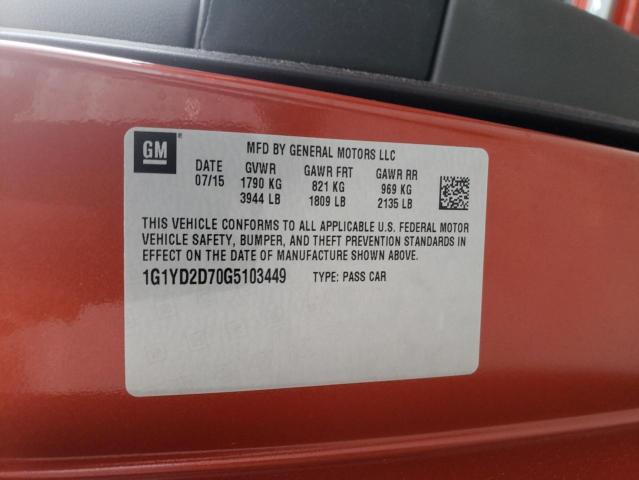 GM
MFD BY GENERAL MOTORS LLC
DATE GVWR GAWR FRT GAWR RR
07/15 1790 KG 821 KG 969 KG
3944 LB 1809 LB 2135 LB
THIS VEHICLE CONFORMS TO ALL APPLICABLE U.S. FEDERAL MOTOR
VEHICLE SAFETY, BUMPER, AND THEFT PREVENTION STANDARDS IN
EFFECT ON THE DATE OF MANUFACTURE SHOWN ABOVE.
1G1YD2D70G5103449 TYPE: PASS CAR